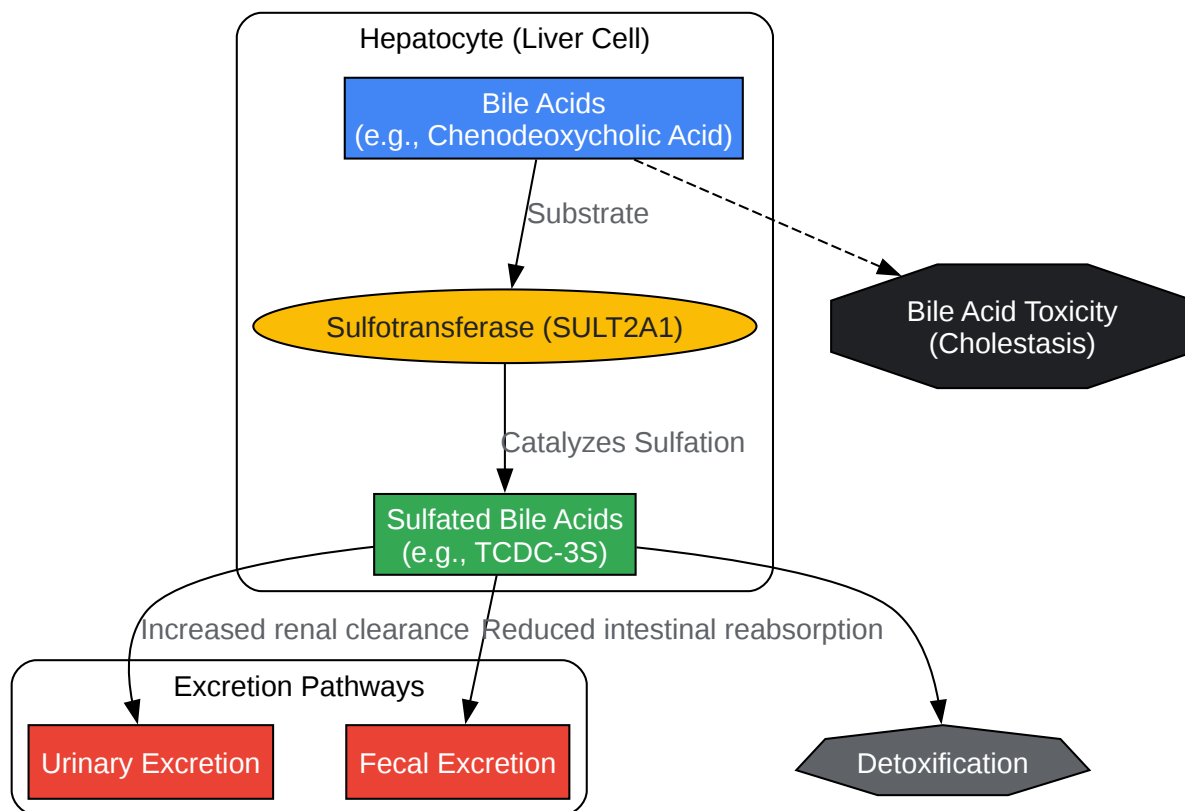 Hepatocyte (Liver Cell)
Bile Acids
(e.g., Chenodeoxycholic Acid)
Substrate
Sulfotransferase (SULT2A1)
Bile Acid Toxicity
(Cholestasis)
Catalyzes Sulfation
Sulfated Bile Acids
(e.g., TCDC-3S)
Increased renal clearance
Reduced intestinal reabsorption
Excretion Pathways
Urinary Excretion
Fecal Excretion
Detoxification